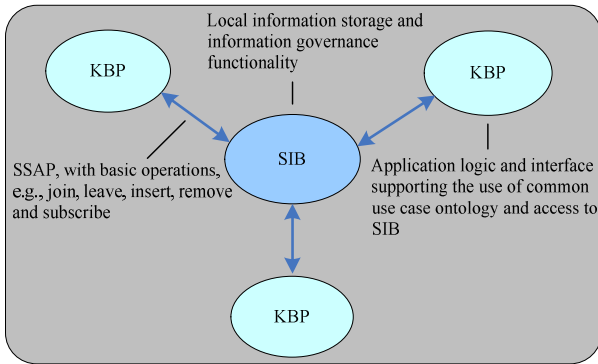 Local information storage and
information governance
functionality
KBP
KBP
SIB
SSAP, with basic operations,
e.g., join, leave, insert, remove
and subscribe
Application logic and interface
supporting the use of common
use case ontology and access to
SIB
KBP